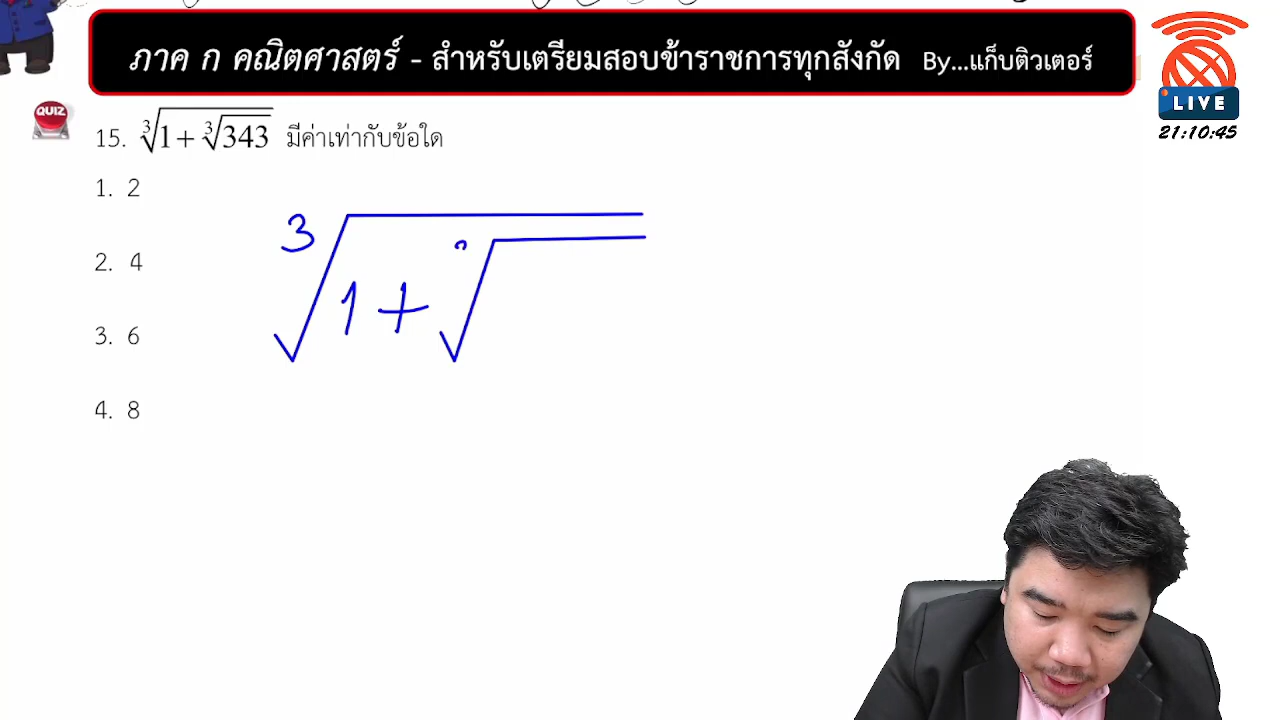 ภาค ก คณิตศาสตร์ - สำหรับเตรียมสอบข้าราชการทุกสังกัด By...แก็บติวเตอร์
LIVE
21:10:45
QUIZ
15. ∛(1+∛343) มีค่าเท่ากับข้อใด
1. 2
2. 4
3. 6
4. 8
3√1+√